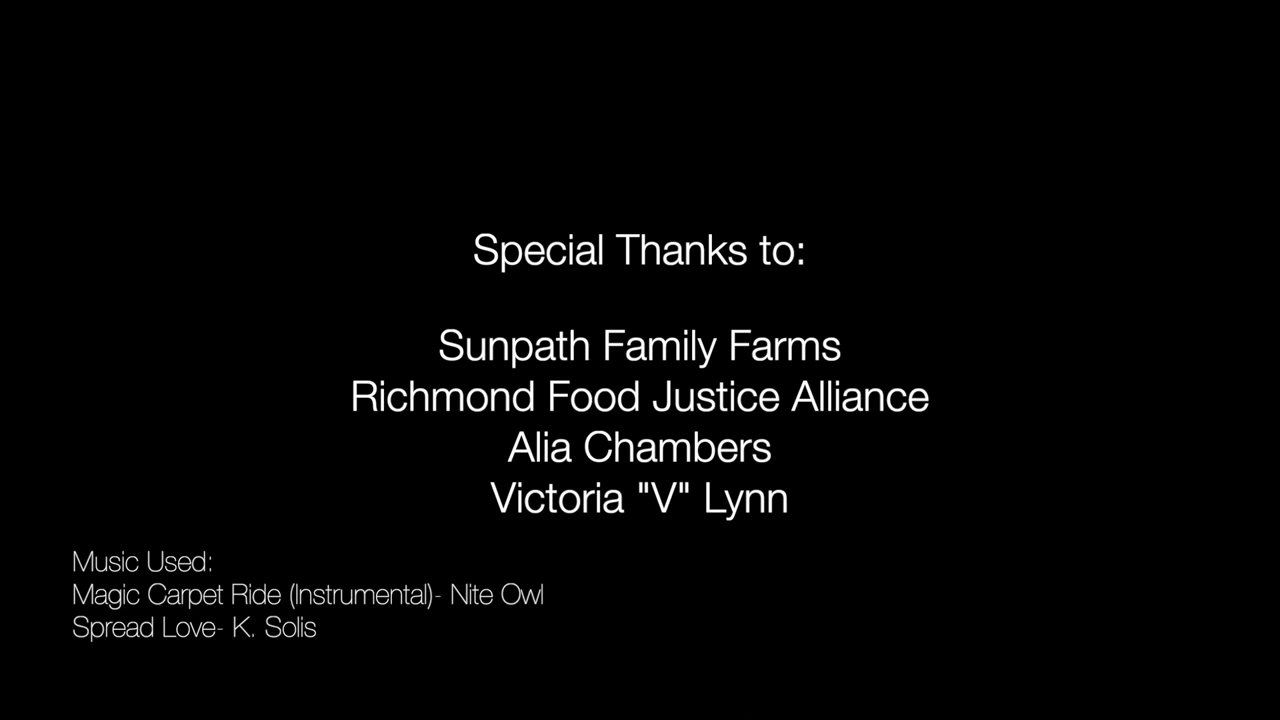 Special Thanks to:
Sunpath Family Farms
Richmond Food Justice Alliance
Alia Chambers
Victoria "V" Lynn
Music Used:
Magic Carpet Ride (Instrumental)- Nite Owl
Spread Love- K. Solis